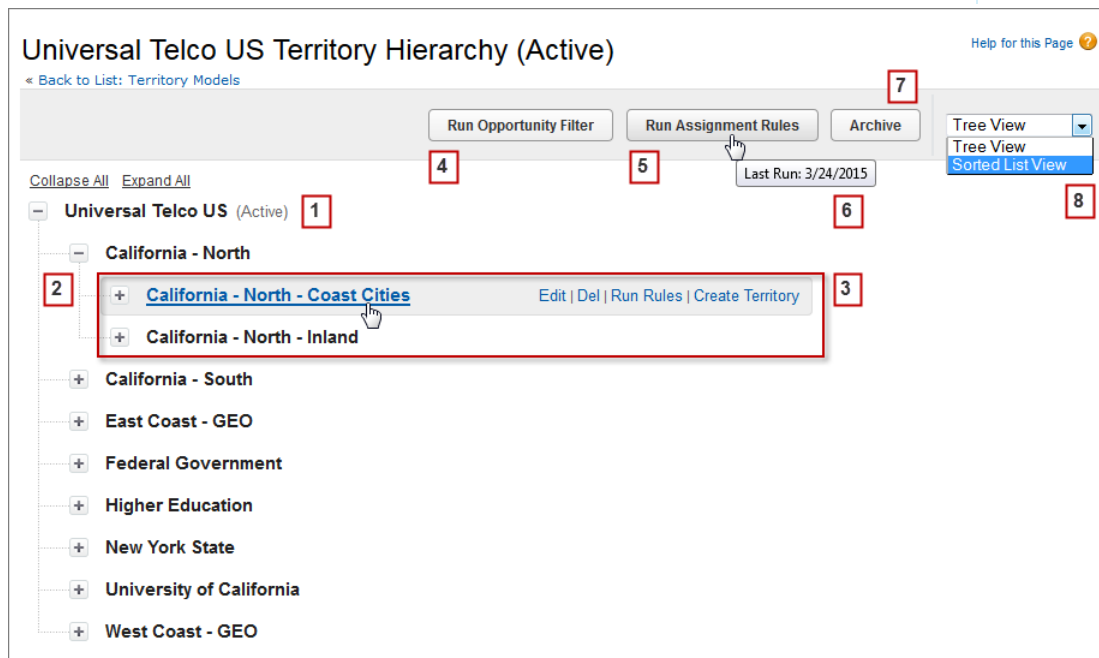 Universal Telco US Territory Hierarchy (Active)
Help for this Page ?
« Back to List: Territory Models
7
Run Opportunity Filter
Run Assignment Rules
Archive
Tree View
Tree View
Sorted List View
4
5
Last Run: 3/24/2015
6
8
Collapse All Expand All
Universal Telco US (Active)
1
California - North
2
California - North - Coast Cities
Edit | Del | Run Rules | Create Territory
3
California - North - Inland
California - South
East Coast - GEO
Federal Government
Higher Education
New York State
University of California
West Coast - GEO